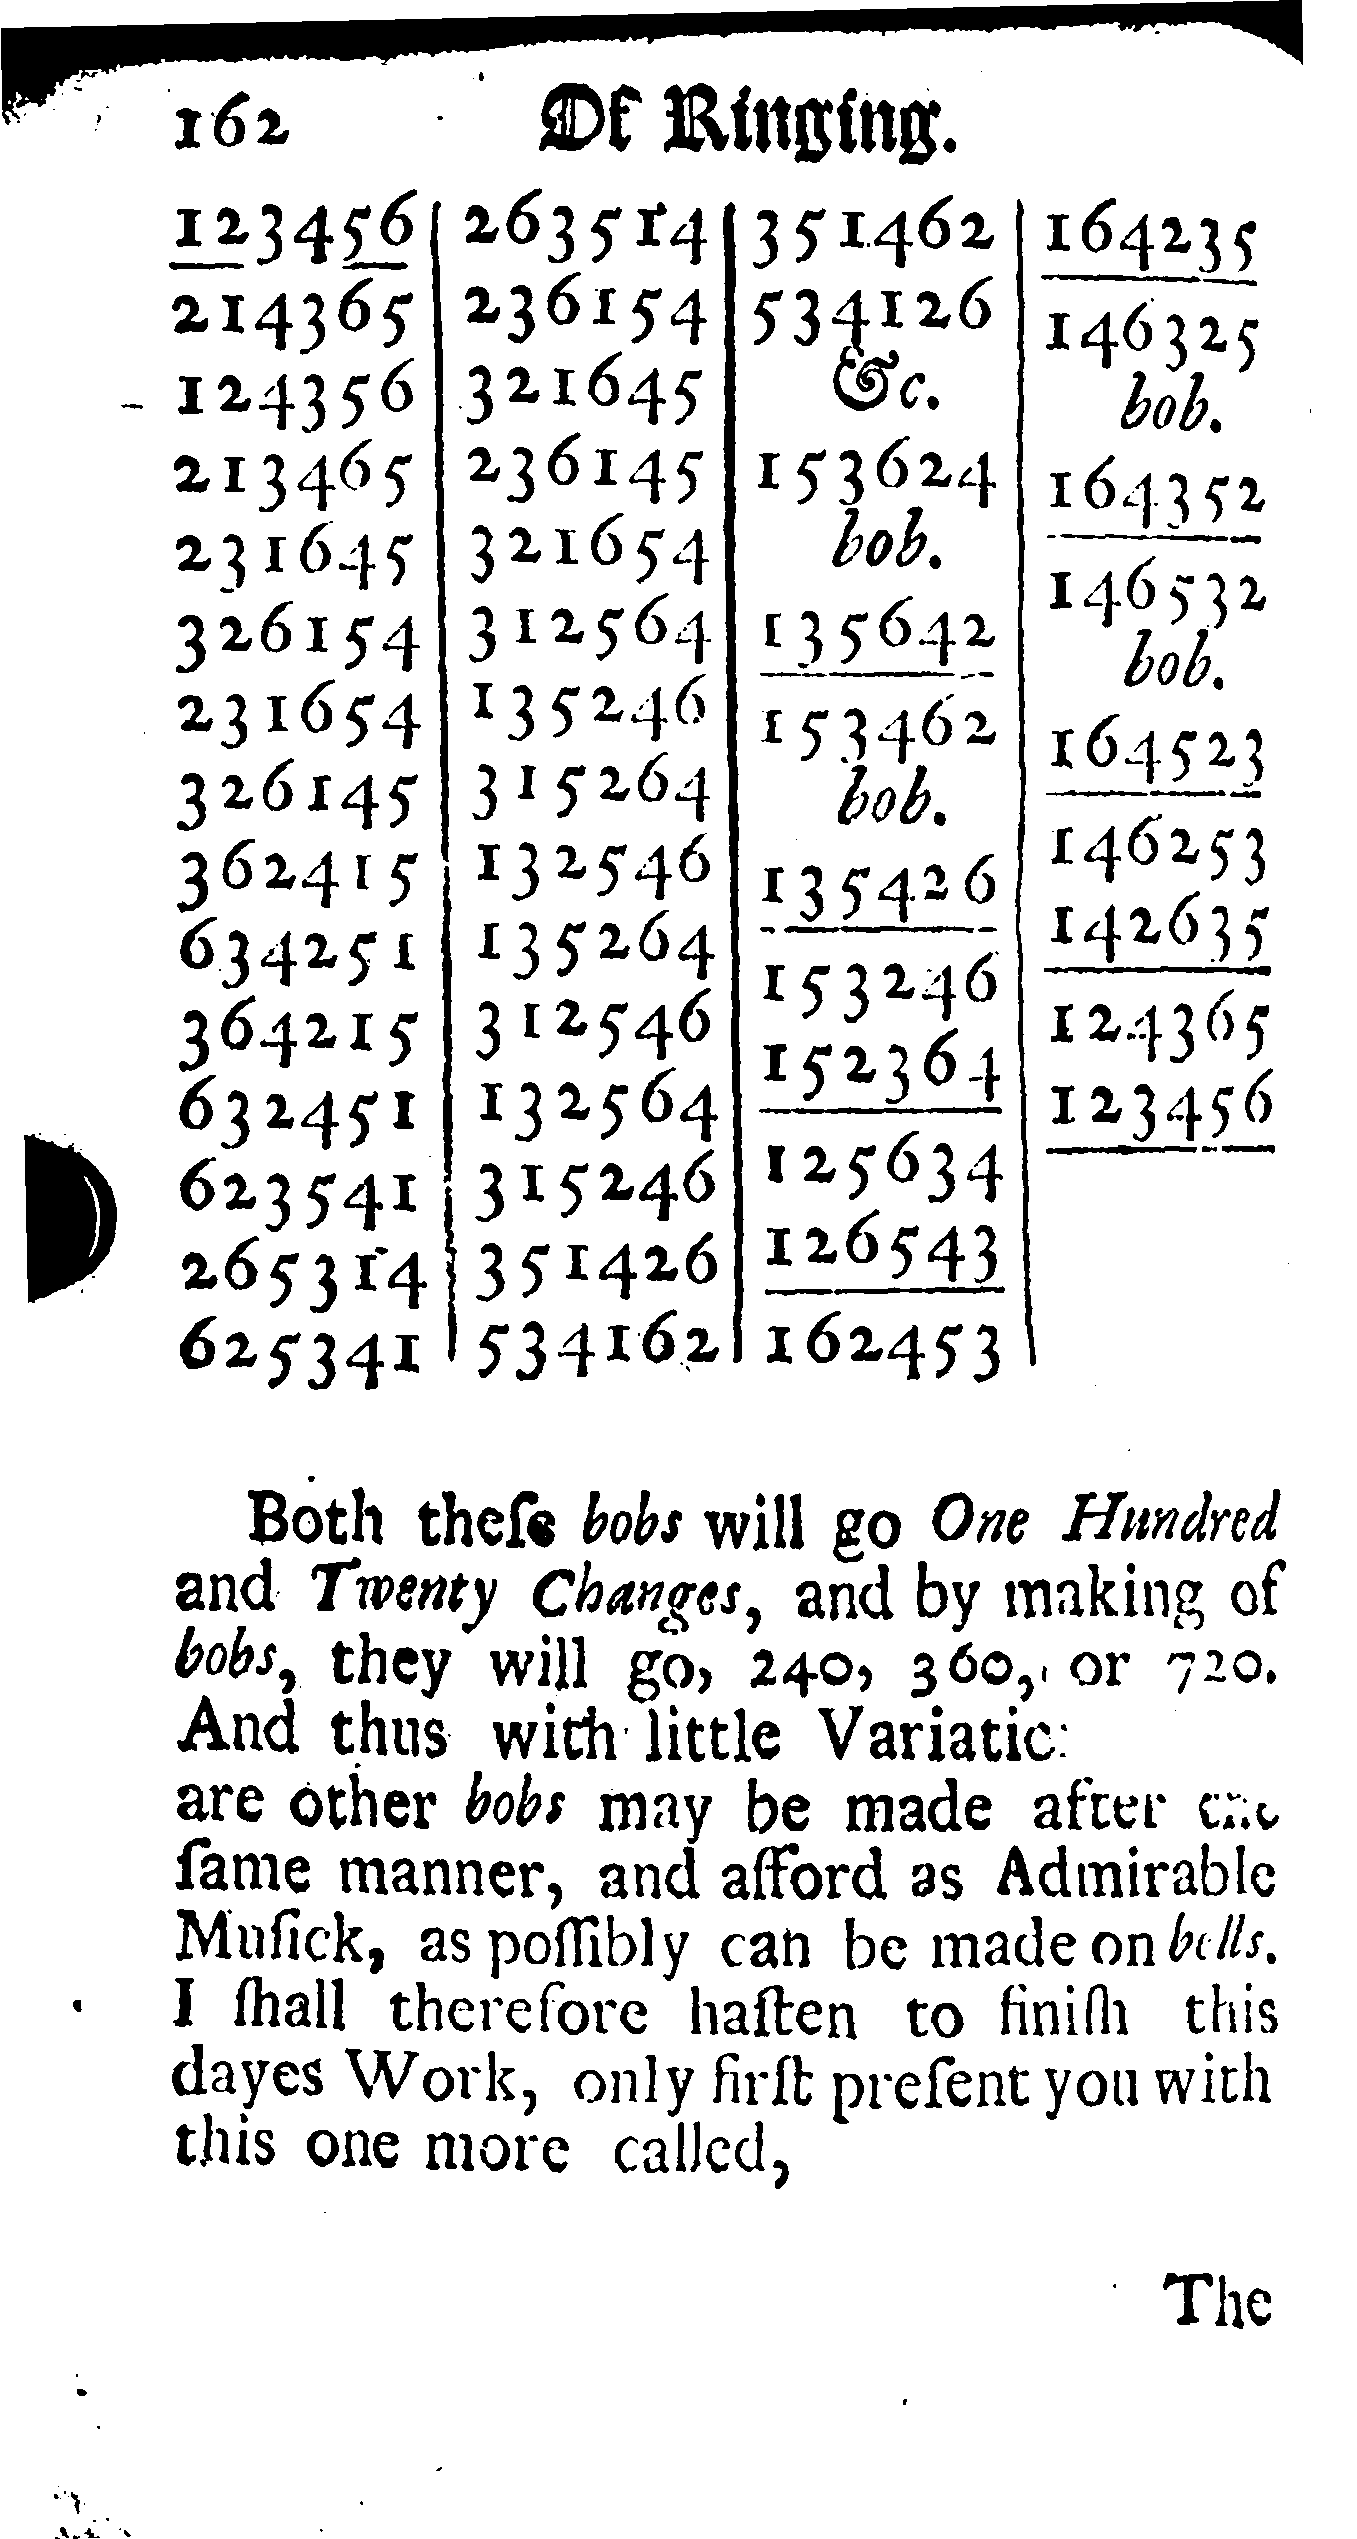 162 Of Ringing.
123456
214365
124356
213465
231645
326154
231654
326145
362415
634251
364215
632451
623541
265314
625341
263514
236154
321645
236145
321654
312564
135246
315264
132546
135264
312546
132564
315246
351426
534162
351462
534126
&c.
153624
bob.
135642
153462
bob.
135426
153246
152364
125634
126543
162453
164235
146325
bob.
164352
146532
bob.
164523
146253
142635
124365
123456
Both theſe bobs will go One Hundred
and Twenty Changes, and by making of
bobs, they will go, 240, 360, or 720.
And thus with little
are other bobs may be made after
ſame manner, and afford as Admirable
Muſick, as poſſibly can be made on bells.
I ſhall therefore haſten to finiſh this
dayes Work, only firſt preſent you with
this one more called,
The